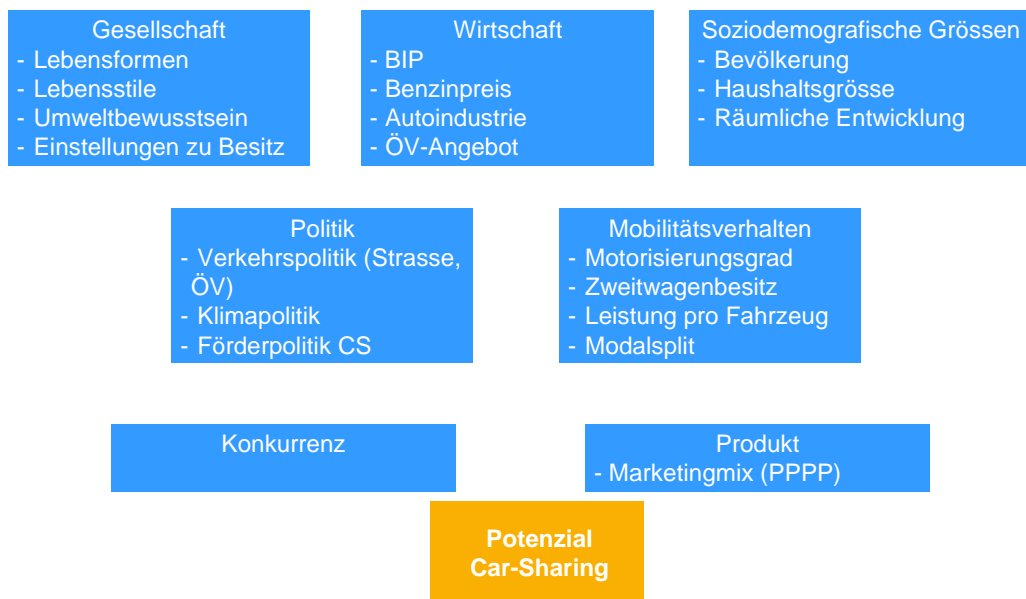 Gesellschaft
- Lebensformen
- Lebensstile
- Umweltbewusstsein
- Einstellungen zu Besitz
Wirtschaft
- BIP
- Benzinpreis
- Autoindustrie
- ÖV-Angebot
Soziodemografische Grössen
- Bevölkerung
- Haushaltsgrösse
- Räumliche Entwicklung
Politik
- Verkehrspolitik (Strasse,
ÖV)
- Klimapolitik
- Förderpolitik CS
Mobilitätsverhalten
- Motorisierungsgrad
- Zweitwagenbesitz
- Leistung pro Fahrzeug
- Modalsplit
Konkurrenz
Produkt
- Marketingmix (PPPP)
Potenzial
Car-Sharing